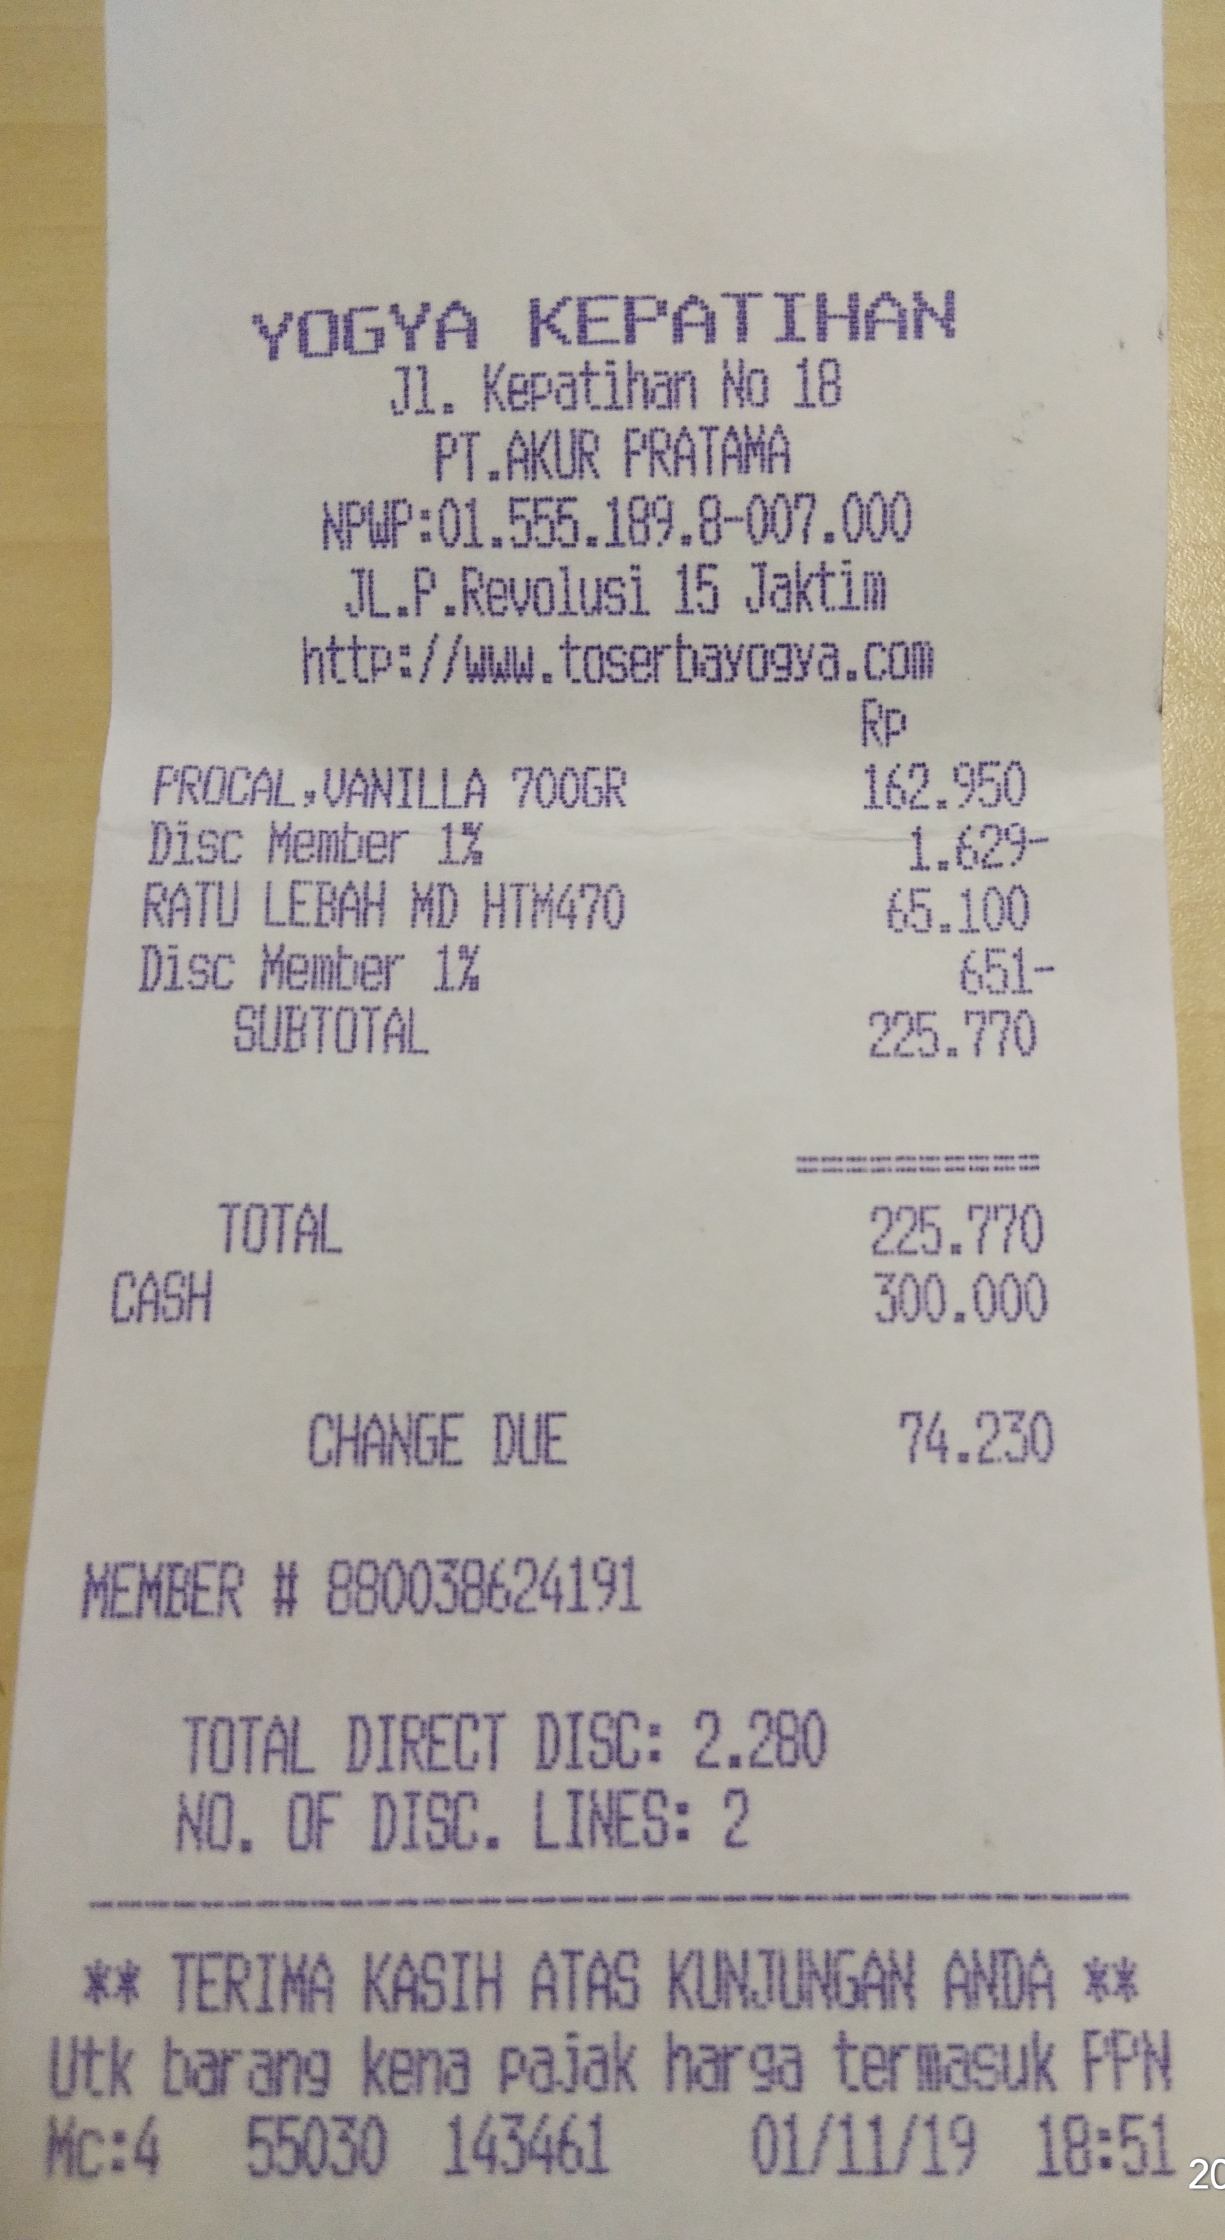 YOGYA KEPATIHAN
Jl. Kepatihan No 18
PT.AKUR PRATAMA
NPWP:01.555.189.8-007.000
JL.P.Revolusi 15 Jaktim
http://www.toserbayogya.com
Rp
PROCAL,VANILLA 700GR 162.950
Disc Member 1% 1.629-
RATU LEBAH MD HTM470 65.100
Disc Member 1% 651-
SUBTOTAL 225.770
==========
TOTAL 225.770
CASH 300.000
CHANGE DUE 74.230
MEMBER # 880038624191
TOTAL DIRECT DISC: 2.280
NO. OF DISC. LINES: 2
** TERIMA KASIH ATAS KUNJUNGAN ANDA **
Utk barang kena pajak harga termasuk PPN
Mc:4 55030 143461 01/11/19 18:51
20